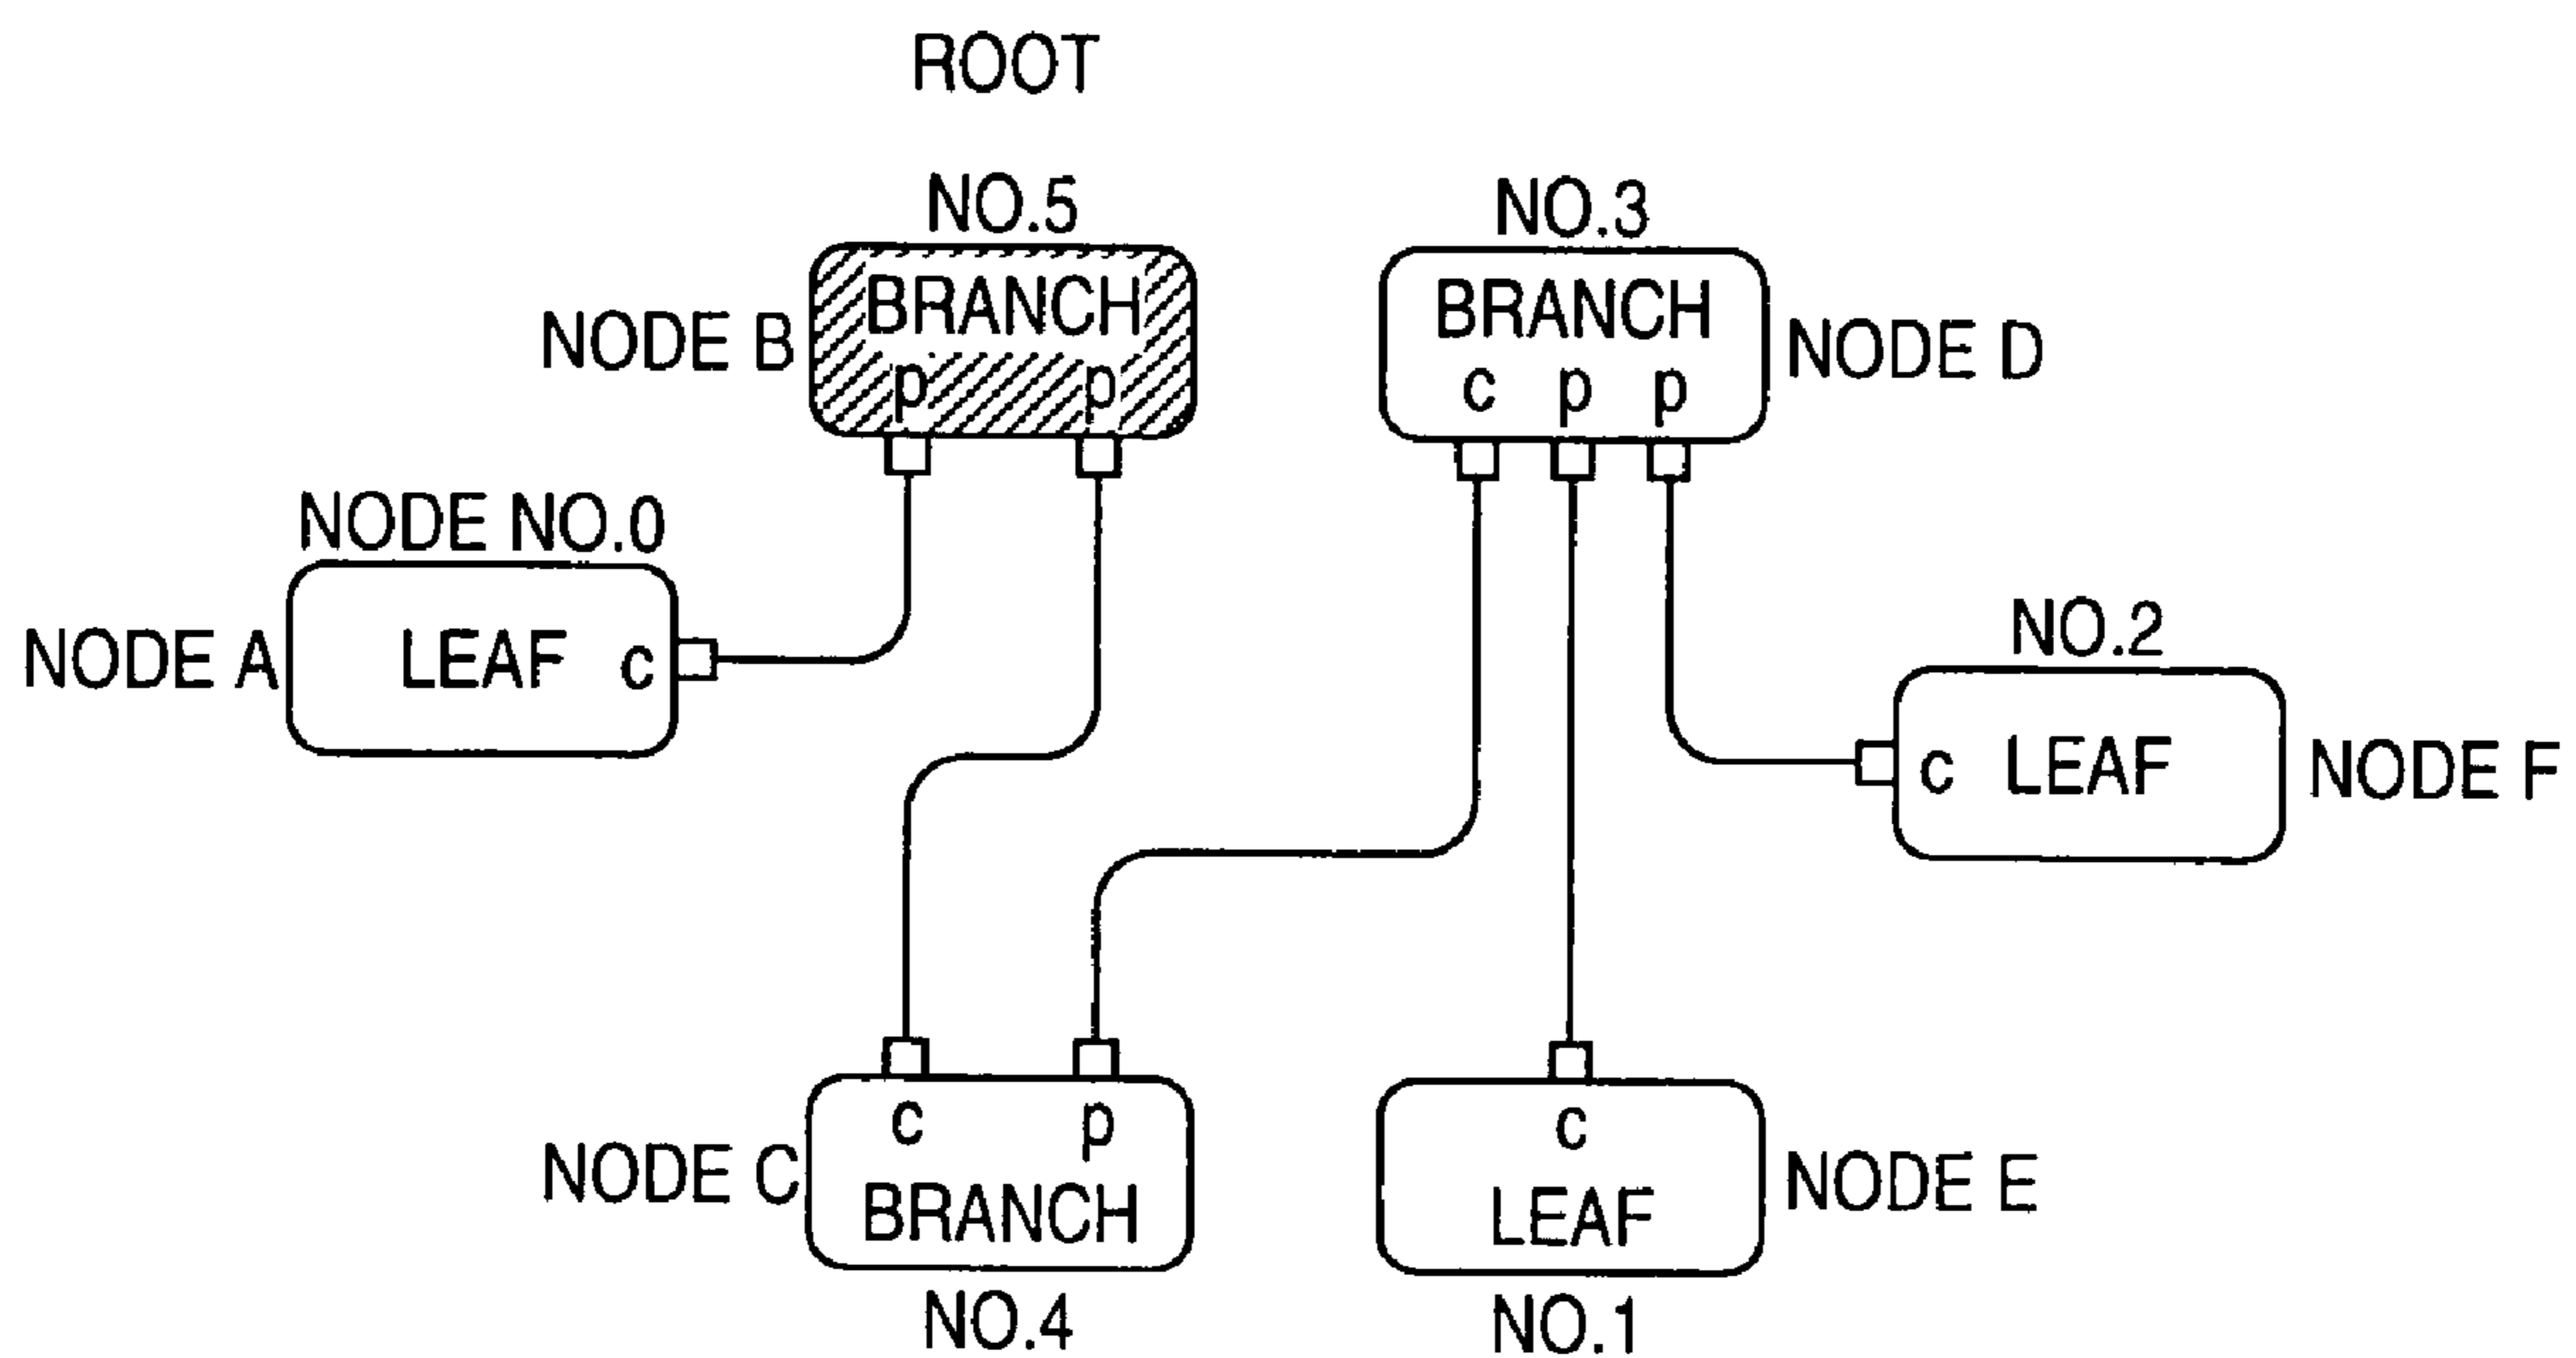 ROOT
NO.5
NO.3
BRANCH
BRANCH
NODE B
NODE D
p p
c p p
NODE NO.0
NO.2
NODE A
LEAF c
c LEAF
NODE F
c p
c
NODE C
NODE E
BRANCH
LEAF
NO.4
NO.1